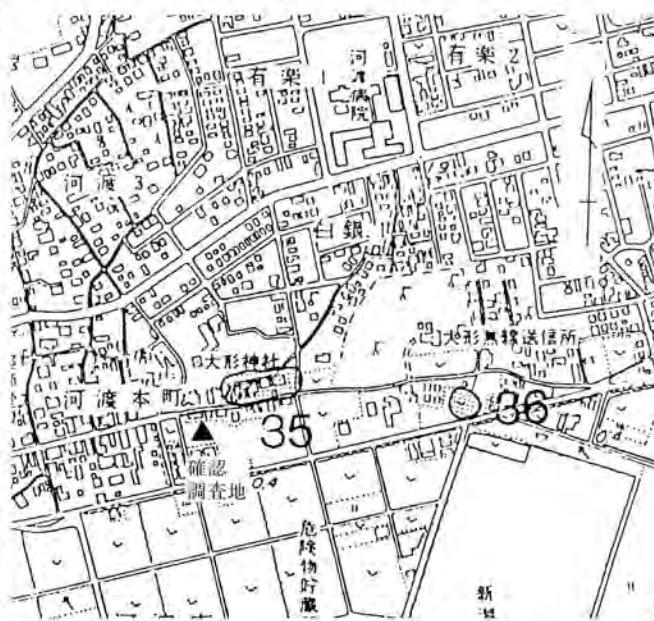 有楽1
河渡病院
有楽2
河渡3
白銀1
大形神社
大形無線送信所
河渡本町
35
36
確認
調査地
危険物貯蔵
新潟